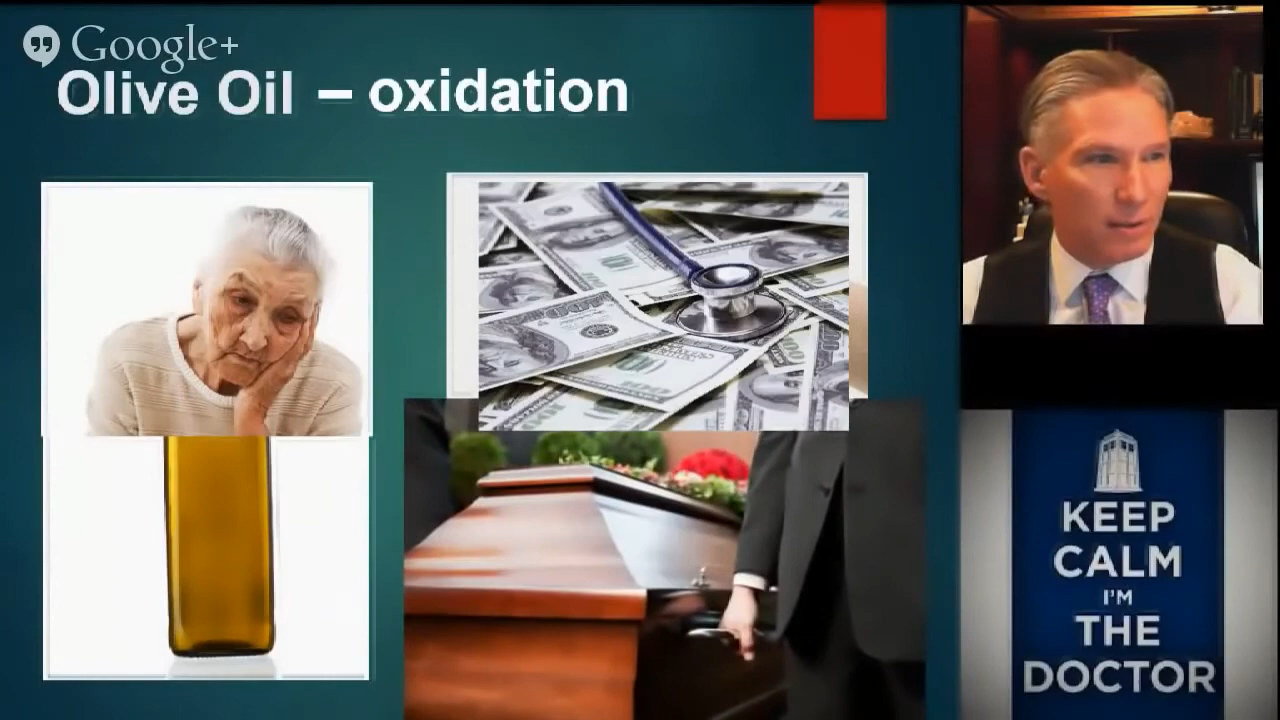 Google+
Olive Oil – oxidation
KEEP
CALM
I'M
THE
DOCTOR